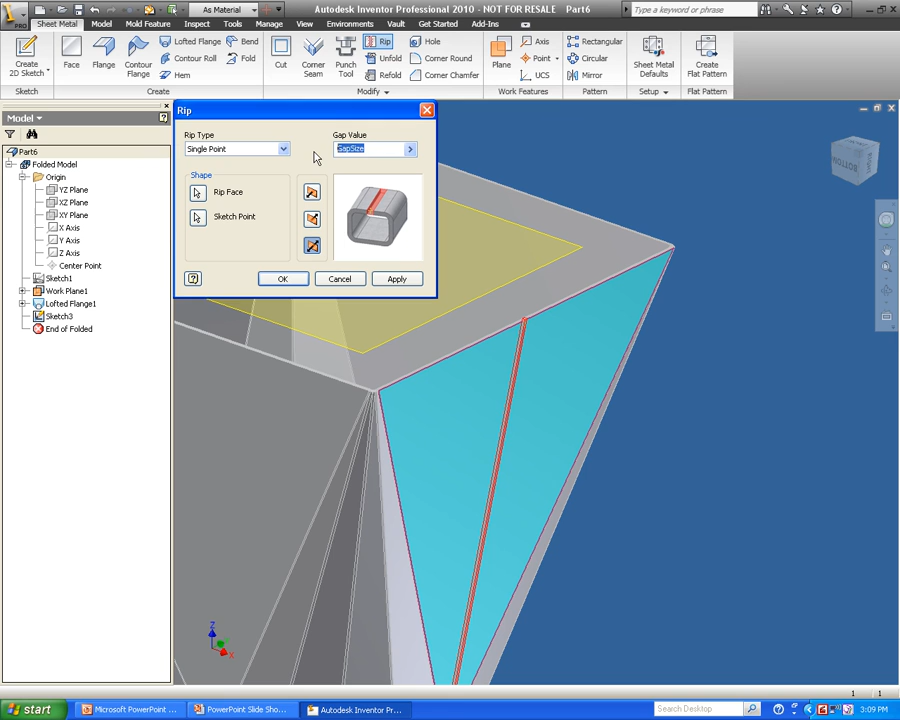 PRO
As Material
Autodesk Inventor Professional 2010 - NOT FOR RESALE Part6
Type a keyword or phrase
Sheet Metal
Model
Mold Feature
Inspect
Tools
Manage
View
Environments
Vault
Get Started
Add-Ins
Create 2D Sketch
Face
Flange
Contour Flange
Lofted Flange
Contour Roll
Hem
Bend
Fold
Cut
Corner Seam
Punch Tool
Rip
Unfold
Refold
Hole
Corner Round
Corner Chamfer
Plane
Axis
Point
UCS
Rectangular
Circular
Mirror
Sheet Metal Defaults
Create Flat Pattern
Sketch
Create
Modify
Work Features
Pattern
Setup
Flat Pattern
Model
Part6
Folded Model
Origin
YZ Plane
XZ Plane
XY Plane
X Axis
Y Axis
Z Axis
Center Point
Sketch1
Work Plane1
Lofted Flange1
Sketch3
End of Folded
Rip
Rip Type
Gap Value
Single Point
GapSize
Shape
Rip Face
Sketch Point
OK
Cancel
Apply
BOTTOM
Z
X
1 1
start
Microsoft PowerPoint ...
PowerPoint Slide Sho...
Autodesk Inventor Pr...
Search Desktop
3:09 PM